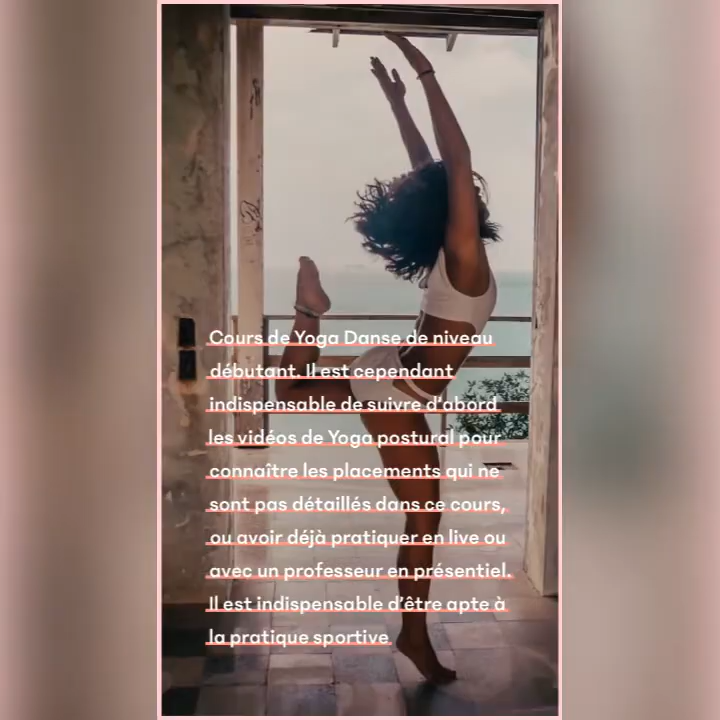 Cours de Yoga Danse de niveau
débutant. Il est cependant
indispensable de suivre d'abord
les vidéos de Yoga postural pour
connaître les placements qui ne
sont pas détaillés dans ce cours,
ou avoir déjà pratiquer en live ou
avec un professeur en présentiel.
Il est indispensable d'être apte à
la pratique sportive